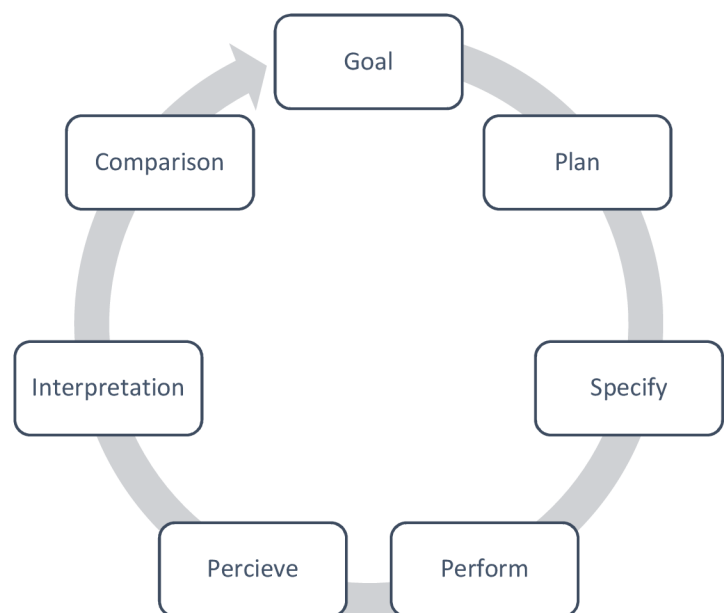 Goal
Plan
Specify
Perform
Percieve
Interpretation
Comparison